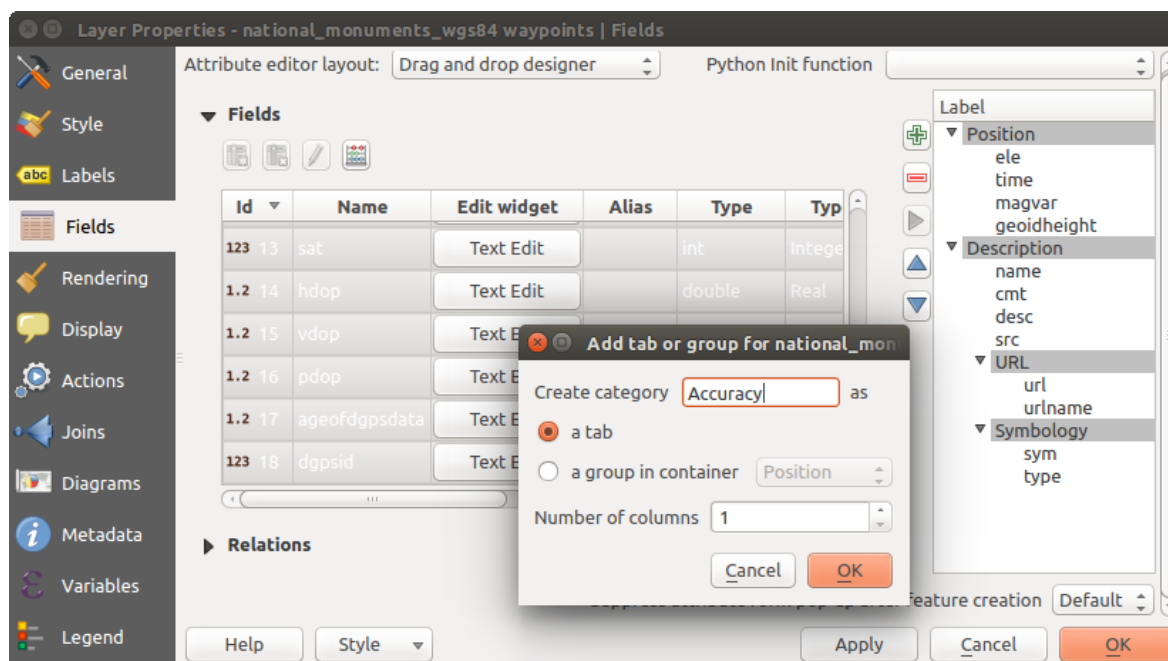 Layer Properties - national_monuments_wgs84 waypoints | Fields
General
Style
abc Labels
Fields
Rendering
Display
Actions
Joins
Diagrams
Metadata
Variables
Legend
Attribute editor layout: Drag and drop designer Python Init function
Fields
Id Name Edit widget Alias Type Typ
123 13 sat Text Edit int Intege
1.2 14 hdop Text Edit double Real
1.2 15 vdop Text E
1.2 16 pdop Text E
1.2 17 ageofdgpsdata Text E
123 18 dgpsid Text E
Relations
Label
Position
ele
time
magvar
geoidheight
Description
name
cmt
desc
src
URL
url
urlname
Symbology
sym
type
Add tab or group for national_mon
Create category Accuracy as
a tab
a group in container Position
Number of columns 1
Cancel OK
feature creation Default
Help Style Apply Cancel OK